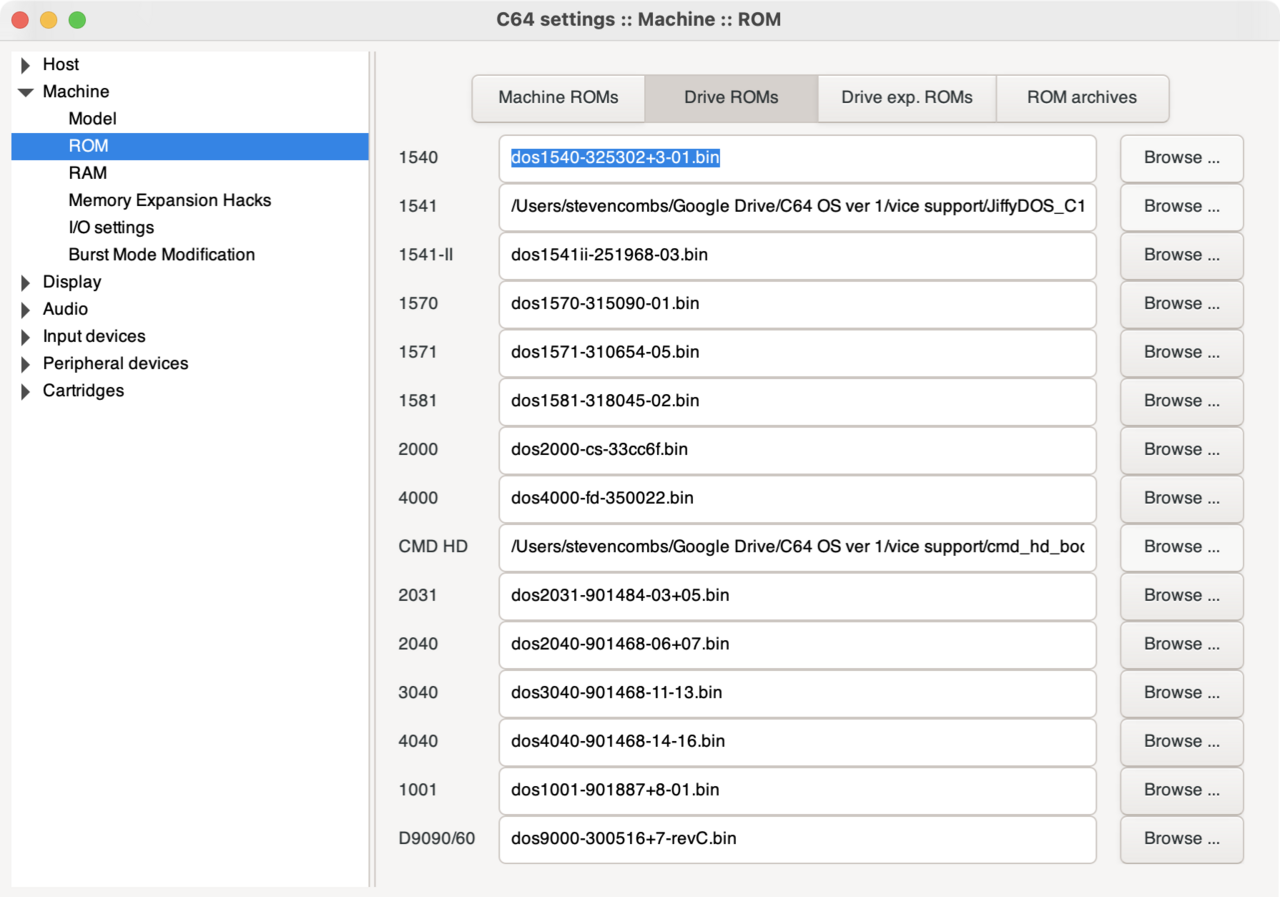 C64 settings :: Machine :: ROM
Host
Machine
Model
ROM
RAM
Memory Expansion Hacks
I/O settings
Burst Mode Modification
Display
Audio
Input devices
Peripheral devices
Cartridges
Machine ROMs Drive ROMs Drive exp. ROMs ROM archives
1540 dos1540-325302+3-01.bin Browse ...
1541 /Users/stevencombs/Google Drive/C64 OS ver 1/vice support/JiffyDOS_C1 Browse ...
1541-II dos1541ii-251968-03.bin Browse ...
1570 dos1570-315090-01.bin Browse ...
1571 dos1571-310654-05.bin Browse ...
1581 dos1581-318045-02.bin Browse ...
2000 dos2000-cs-33cc6f.bin Browse ...
4000 dos4000-fd-350022.bin Browse ...
CMD HD /Users/stevencombs/Google Drive/C64 OS ver 1/vice support/cmd_hd_boo Browse ...
2031 dos2031-901484-03+05.bin Browse ...
2040 dos2040-901468-06+07.bin Browse ...
3040 dos3040-901468-11-13.bin Browse ...
4040 dos4040-901468-14-16.bin Browse ...
1001 dos1001-901887+8-01.bin Browse ...
D9090/60 dos9000-300516+7-revC.bin Browse ...